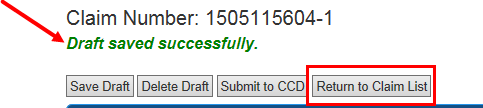 Claim Number: 1505115604-1
Draft saved successfully.
Save Draft Delete Draft Submit to CCD Return to Claim List